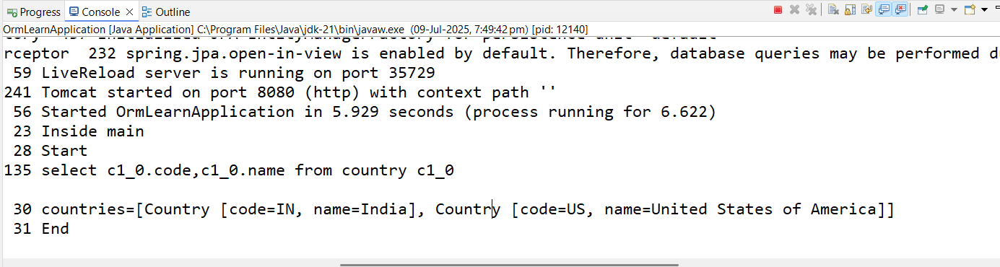 Progress Console Outline
OrmLearnApplication [Java Application] C:\Program Files\Java\jdk-21\bin\javaw.exe (09-Jul-2025, 7:49:42 pm) [pid: 12140]
rceptor 232 spring.jpa.open-in-view is enabled by default. Therefore, database queries may be performed d
59 LiveReload server is running on port 35729
241 Tomcat started on port 8080 (http) with context path ''
56 Started OrmLearnApplication in 5.929 seconds (process running for 6.622)
23 Inside main
28 Start
135 select c1_0.code,c1_0.name from country c1_0
30 countries=[Country [code=IN, name=India], Country [code=US, name=United States of America]]
31 End